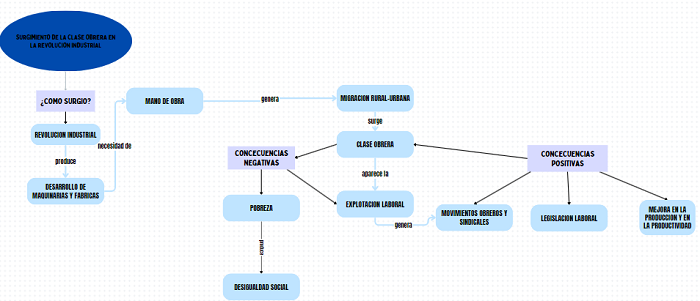 SURGIMIENTO DE LA CLASE OBRERA EN
LA REVOLUCIÓN INDUSTRIAL
¿COMO SURGIO?
REVOLUCION INDUSTRIAL
produce
DESARROLLO DE
MAQUINARIAS Y FABRICAS
necesidad de
MANO DE OBRA
genera
MIGRACION RURAL-URBANA
surge
CLASE OBRERA
aparece la
EXPLOTACION LABORAL
genera
CONCECUENCIAS
NEGATIVAS
POBREZA
produce
DESIGUALDAD SOCIAL
CONCECUENCIAS
POSITIVAS
MOVIMIENTOS OBREROS Y
SINDICALES
LEGISLACION LABORAL
MEJORA EN LA
PRODUCCION Y EN
LA PRODUCTIVIDAD